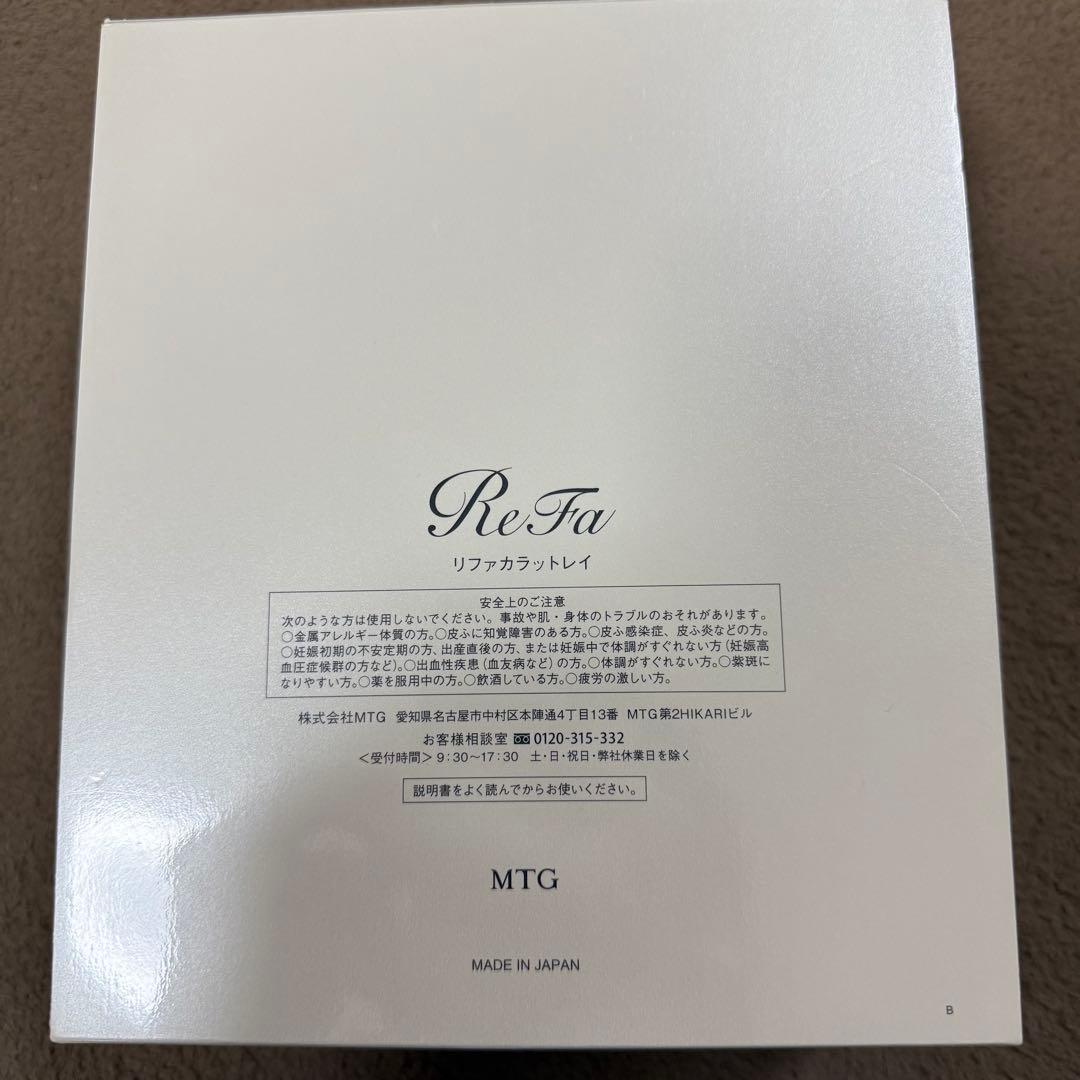 ReFa
リファカラットレイ
安全上のご注意
次のような方は使用しないでください。事故や肌・身体のトラブルのおそれがあります。
○金属アレルギー体質の方。○皮ふに知覚障害のある方。○皮ふ感染症、皮ふ炎などの方。
○妊娠初期の不安定期の方、出産直後の方、または妊娠中で体調がすぐれない方（妊娠高
血圧症候群の方など）。○出血性疾患（血友病など）の方。○体調がすぐれない方。○紫斑に
なりやすい方。○薬を服用中の方。○飲酒している方。○疲労の激しい方。
株式会社MTG 愛知県名古屋市中村区本陣通4丁目13番 MTG第2HIKARIビル
お客様相談室 0120-315-332
＜受付時間＞9：30～17：30 土・日・祝日・弊社休業日を除く
説明書をよく読んでからお使いください。
MTG
MADE IN JAPAN
B